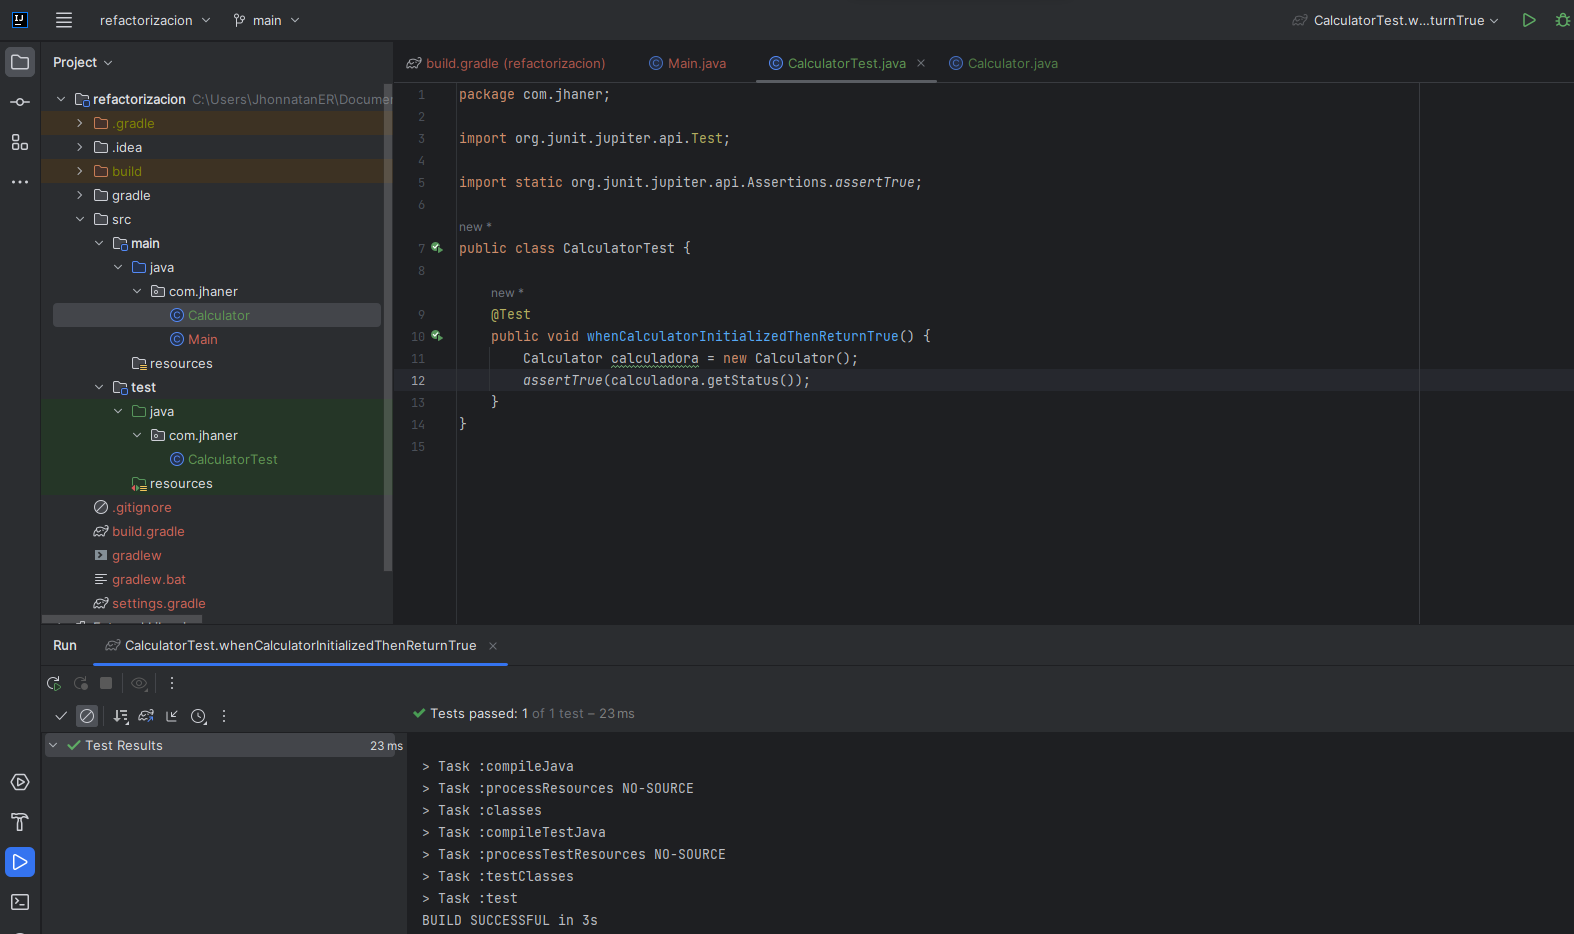 refactorizacion main CalculatorTest.w...turnTrue
Project
build.gradle (refactorizacion) Main.java CalculatorTest.java Calculator.java
refactorizacion C:\Users\JhonnatanER\Documen
.gradle
.idea
build
gradle
src
main
java
com.jhaner
Calculator
Main
resources
test
java
com.jhaner
CalculatorTest
resources
.gitignore
build.gradle
gradlew
gradlew.bat
settings.gradle
1 package com.jhaner;
2
3 import org.junit.jupiter.api.Test;
4
5 import static org.junit.jupiter.api.Assertions.assertTrue;
6
new *
7 public class CalculatorTest {
8
new *
9 @Test
10 public void whenCalculatorInitializedThenReturnTrue() {
11 Calculator calculadora = new Calculator();
12 assertTrue(calculadora.getStatus());
13 }
14 }
15
Run CalculatorTest.whenCalculatorInitializedThenReturnTrue
Tests passed: 1 of 1 test – 23 ms
Test Results 23 ms
> Task :compileJava
> Task :processResources NO-SOURCE
> Task :classes
> Task :compileTestJava
> Task :processTestResources NO-SOURCE
> Task :testClasses
> Task :test
BUILD SUCCESSFUL in 3s